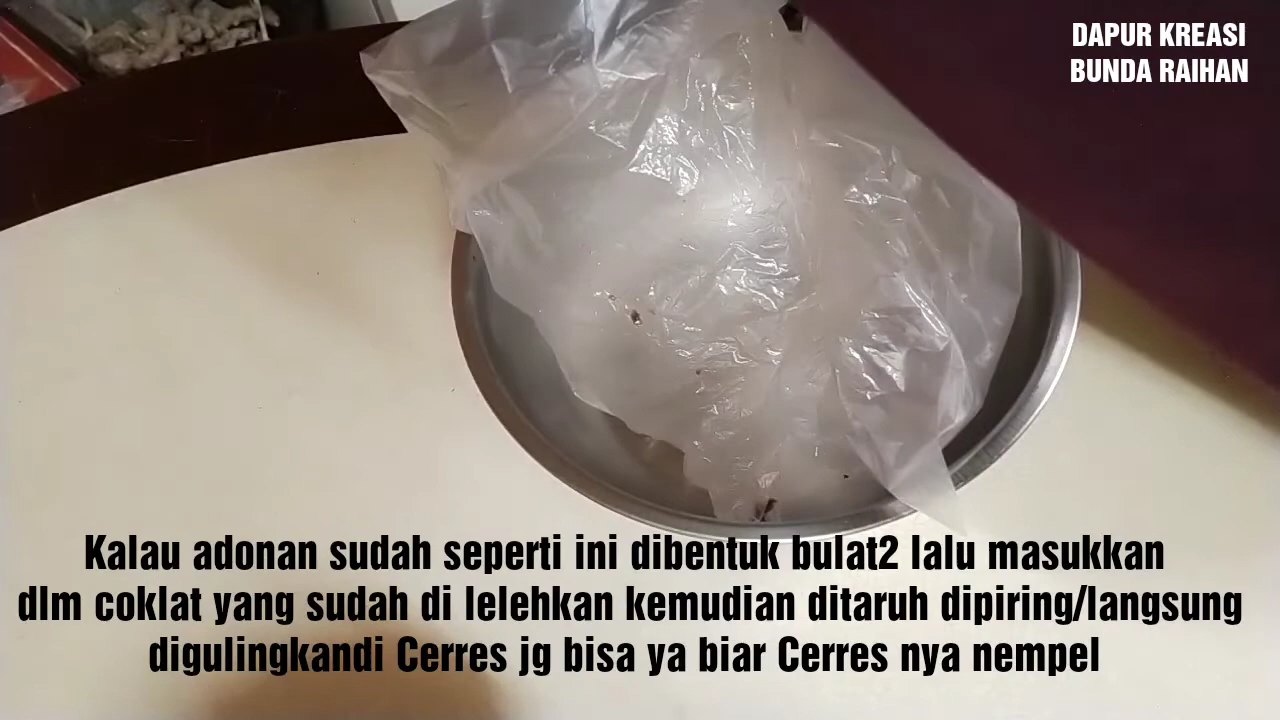 DAPUR KREASI
BUNDA RAIHAN
Kalau adonan sudah seperti ini dibentuk bulat2 lalu masukkan
dlm coklat yang sudah di lelehkan kemudian ditaruh dipiring/langsung
digulingkandi Cerres jg bisa ya biar Cerres nya nempel